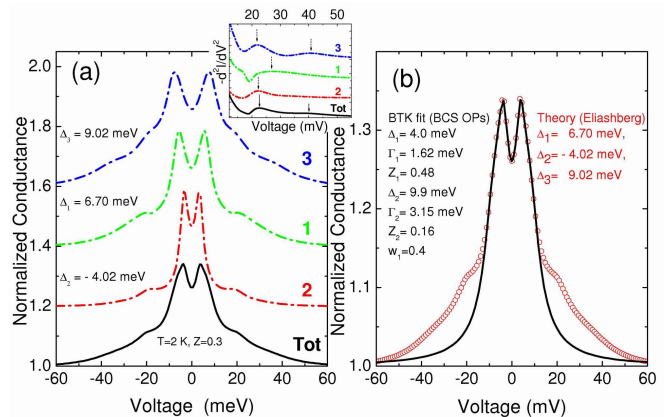 20 30 40 50
-d²I/dV²
3
1
2
Tot
Voltage (mV)
(a)
2.0
1.8
1.6
1.4
1.2
1.0
Normalized Conductance
Δ₃ = 9.02 meV
3
Δ₁ = 6.70 meV
1
Δ₂ = - 4.02 meV
2
T=2 K, Z=0.3
Tot
-60 -40 -20 0 20 40 60
Voltage (meV)
(b)
1.3
1.2
1.1
1.0
Normalized Conductance
BTK fit (BCS OPs)
Δ₁= 4.0 meV
Γ₁= 1.62 meV
Z₁= 0.48
Δ₂= 9.9 meV
Γ₂= 3.15 meV
Z₂= 0.16
w₁=0.4
Theory (Eliashberg)
Δ₁= 6.70 meV,
Δ₂= - 4.02 meV,
Δ₃= 9.02 meV
-60 -40 -20 0 20 40 60
Voltage (mV)